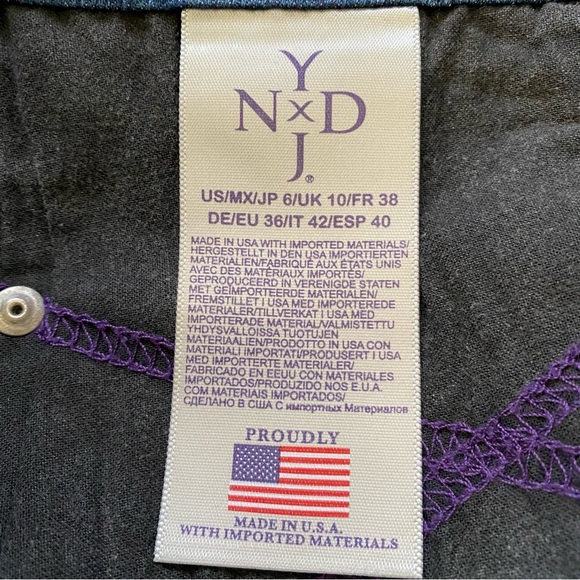 Y
N x D
J®
US/MX/JP 6/UK 10/FR 38
DE/EU 36/IT 42/ESP 40
MADE IN USA WITH IMPORTED MATERIALS/
HERGESTELLT IN DEN USA IMPORTIERTEN
MATERIALIEN/FABRIQUÉ AUX ÉTATS UNIS
AVEC DES MATÉRIAUX IMPORTÉS/
GEPRODUCEERD IN VERENIGDE STATEN
MET GEÏMPORTEERDE MATERIALEN/
FREMSTILLET I USA MED IMPORTEREDE
MATERIALER/TILLVERKAT I USA MED
IMPORTERADE MATERIAL/VALMISTETTU
YHDYSVALLOISSA TUOTUJEN
MATERIAALIEN/PRODOTTO IN USA CON
MATERIALI IMPORTATI/PRODUSERT I USA
MED IMPORTERTE MATERIALER/
FABRICADO EN EEUU CON MATERIALES
IMPORTADOS/PRODUZIDO NOS E.U.A.
COM MATERIAIS IMPORTADOS/
СДЕЛАНО В США С импортных Материалов
PROUDLY
MADE IN U.S.A.
WITH IMPORTED MATERIALS